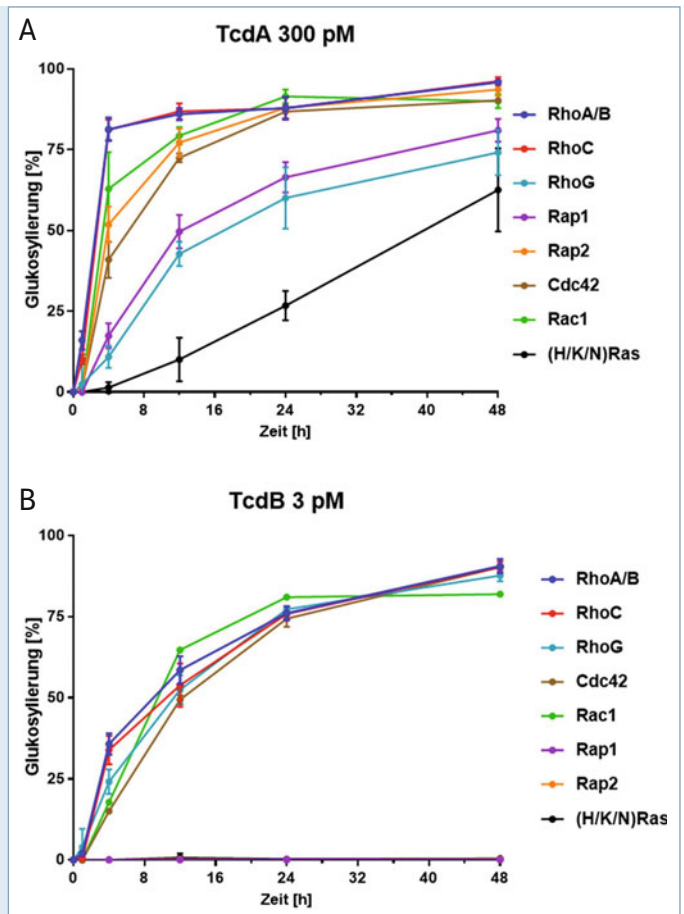 A
TcdA 300 pM
100
75
50
25
0
Glukosylierung [%]
0 8 16 24 32 40 48
Zeit [h]
RhoA/B
RhoC
RhoG
Rap1
Rap2
Cdc42
Rac1
(H/K/N)Ras
B
TcdB 3 pM
100
75
50
25
0
Glukosylierung [%]
0 8 16 24 32 40 48
Zeit [h]
RhoA/B
RhoC
RhoG
Cdc42
Rac1
Rap1
Rap2
(H/K/N)Ras